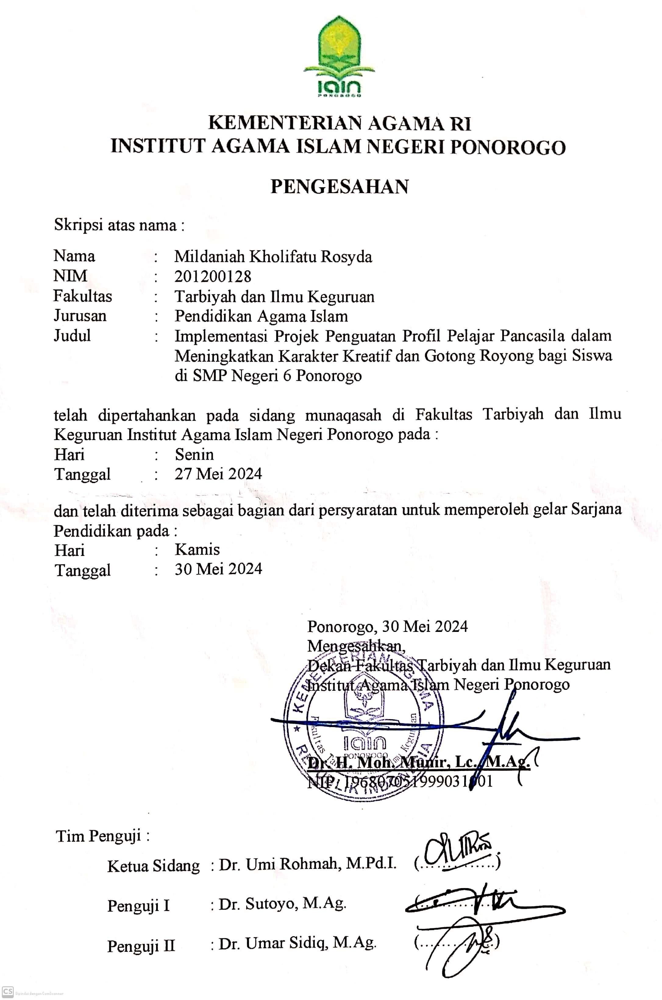 iain
PONOROGO
KEMENTERIAN AGAMA RI
INSTITUT AGAMA ISLAM NEGERI PONOROGO
PENGESAHAN
Skripsi atas nama :
Nama : Mildaniah Kholifatu Rosyda
NIM : 201200128
Fakultas : Tarbiyah dan Ilmu Keguruan
Jurusan : Pendidikan Agama Islam
Judul : Implementasi Projek Penguatan Profil Pelajar Pancasila dalam
Meningkatkan Karakter Kreatif dan Gotong Royong bagi Siswa
di SMP Negeri 6 Ponorogo
telah dipertahankan pada sidang munaqasah di Fakultas Tarbiyah dan Ilmu
Keguruan Institut Agama Islam Negeri Ponorogo pada :
Hari : Senin
Tanggal : 27 Mei 2024
dan telah diterima sebagai bagian dari persyaratan untuk memperoleh gelar Sarjana
Pendidikan pada :
Hari : Kamis
Tanggal : 30 Mei 2024
Ponorogo, 30 Mei 2024
Mengesahkan,
Dekan Fakultas Tarbiyah dan Ilmu Keguruan
Institut Agama Islam Negeri Ponorogo
KEMENTERIAN AGAMA
REPUBLIK INDONESIA
Fakultas Tarbiyah dan Ilmu Keguruan
iain
PONOROGO
Dr. H. Moh. Munir, Lc., M.Ag.
NIP. 196807051999031001
Tim Penguji :
Ketua Sidang : Dr. Umi Rohmah, M.Pd.I. (...............)
Penguji I : Dr. Sutoyo, M.Ag. (...............
Penguji II : Dr. Umar Sidiq, M.Ag. (...............)
CS Dipindai dengan CamScanner